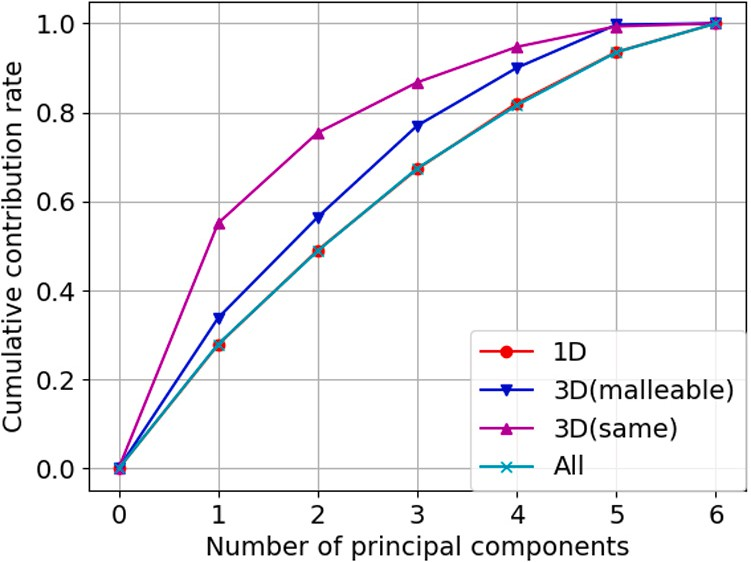 Cumulative contribution rate
1.0
0.8
0.6
0.4
0.2
0.0
1D
3D(malleable)
3D(same)
All
0 1 2 3 4 5 6
Number of principal components